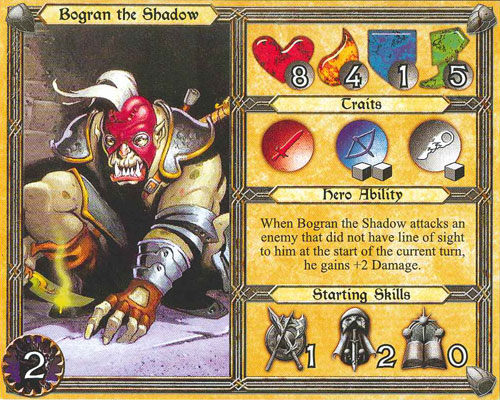 Bogran the Shadow
8 4 1 5
Traits
Hero Ability
When Bogran the Shadow attacks an
enemy that did not have line of sight
to him at the start of the current turn,
he gains +2 Damage.
Starting Skills
1 2 0
2